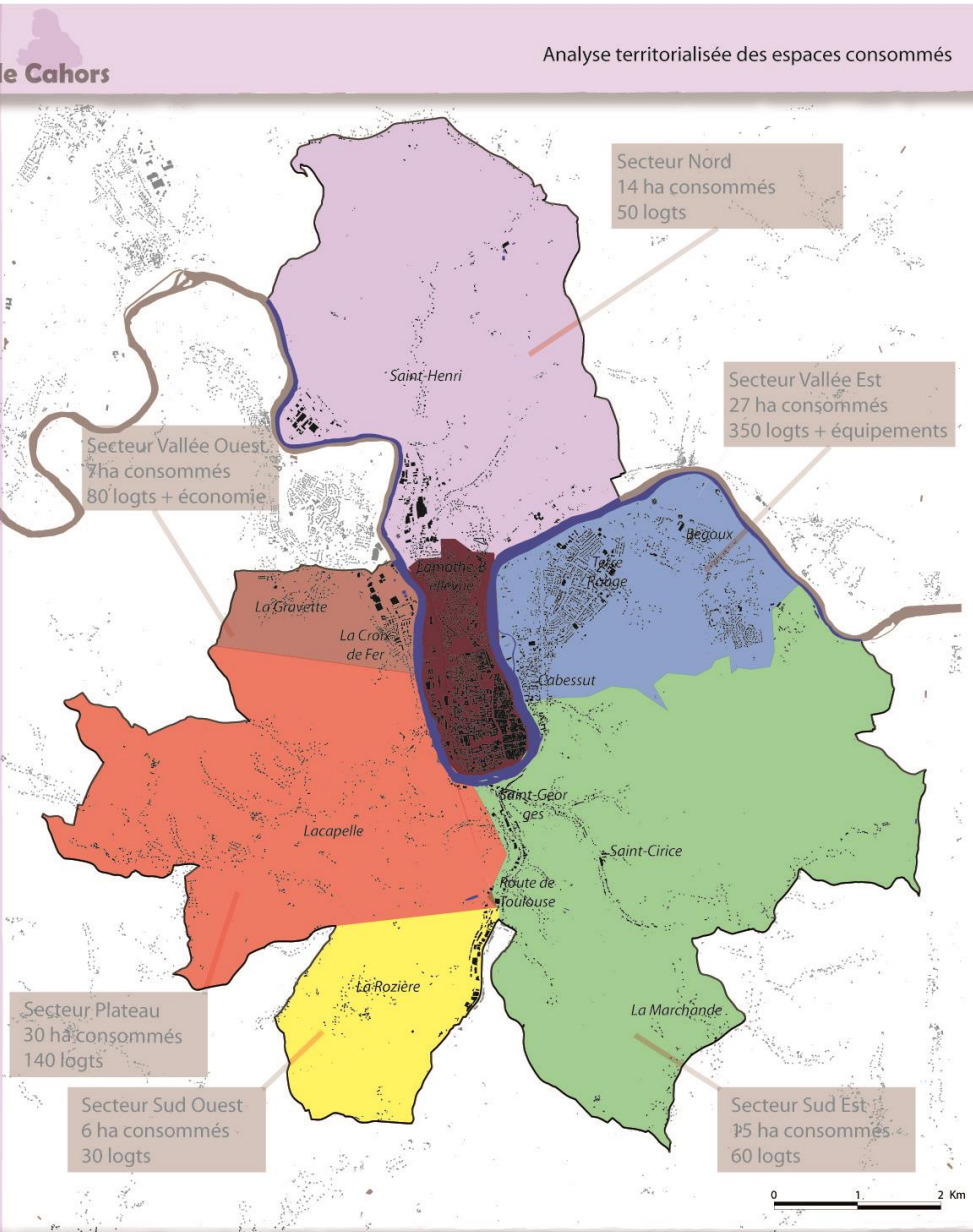 de Cahors
Analyse territorialisée des espaces consommés
Secteur Nord
14 ha consommés
50 logts
Saint-Henri
Secteur Vallée Est
27 ha consommés
350 logts + équipements
Secteur Vallée Ouest
7ha consommés
80 logts + économie
Bégoux
Terre
Rouge
Lamothe B
ellevue
La Gravette
La Croix
de Fer
Cabessut
Saint-Geor
ges
Lacapelle
Saint-Cirice
Route de
Toulouse
La Rozière
La Marchande
Secteur Plateau
30 ha consommés
140 logts
Secteur Sud Ouest
6 ha consommés
30 logts
Secteur Sud Est
15 ha consommés
60 logts
0 1 2 Km